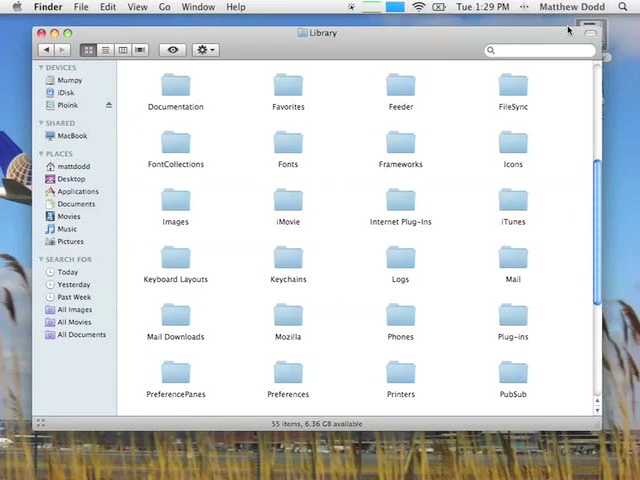 Finder File Edit View Go Window Help Tue 1:29 PM Matthew Dodd
Library
DEVICES
Mumpy
iDisk
Ploink
SHARED
MacBook
PLACES
mattdodd
Desktop
Applications
Documents
Movies
Music
Pictures
SEARCH FOR
Today
Yesterday
Past Week
All Images
All Movies
All Documents
Documentation Favorites Feeder FileSync
FontCollections Fonts Frameworks Icons
Images iMovie Internet Plug-Ins iTunes
Keyboard Layouts Keychains Logs Mail
Mail Downloads Mozilla Phones Plug-ins
PreferencePanes Preferences Printers PubSub
55 items, 6.36 GB available